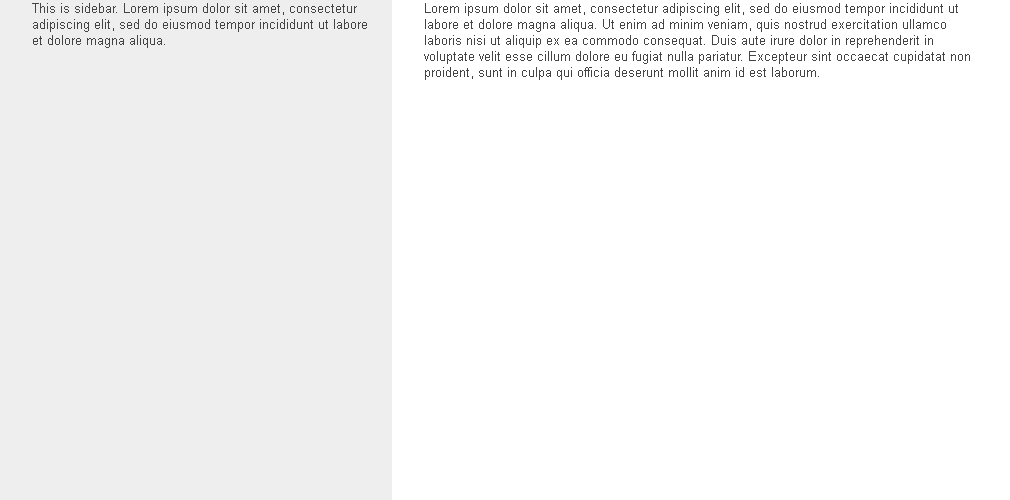 This is sidebar. Lorem ipsum dolor sit amet, consectetur
adipiscing elit, sed do eiusmod tempor incididunt ut labore
et dolore magna aliqua.
Lorem ipsum dolor sit amet, consectetur adipiscing elit, sed do eiusmod tempor incididunt ut
labore et dolore magna aliqua. Ut enim ad minim veniam, quis nostrud exercitation ullamco
laboris nisi ut aliquip ex ea commodo consequat. Duis aute irure dolor in reprehenderit in
voluptate velit esse cillum dolore eu fugiat nulla pariatur. Excepteur sint occaecat cupidatat non
proident, sunt in culpa qui officia deserunt mollit anim id est laborum.